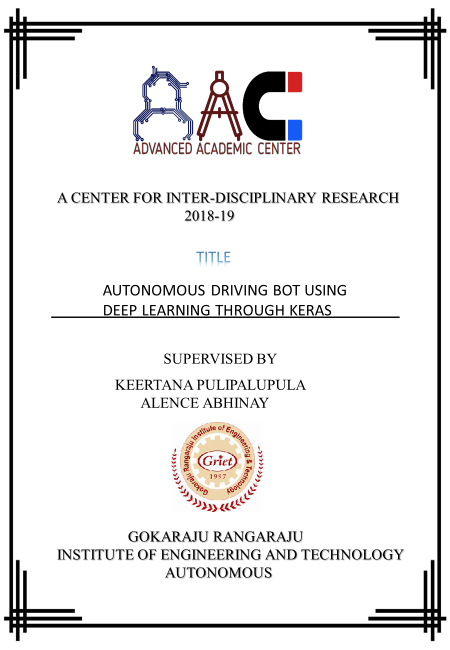 AAC
ADVANCED ACADEMIC CENTER
A CENTER FOR INTER-DISCIPLINARY RESEARCH
2018-19
TITLE
AUTONOMOUS DRIVING BOT USING
DEEP LEARNING THROUGH KERAS
SUPERVISED BY
KEERTANA PULIPALUPULA
ALENCE ABHINAY
Gokaraju Rangaraju Institute of Engineering & Technology
Griet
1997
GOKARAJU RANGARAJU
INSTITUTE OF ENGINEERING AND TECHNOLOGY
AUTONOMOUS